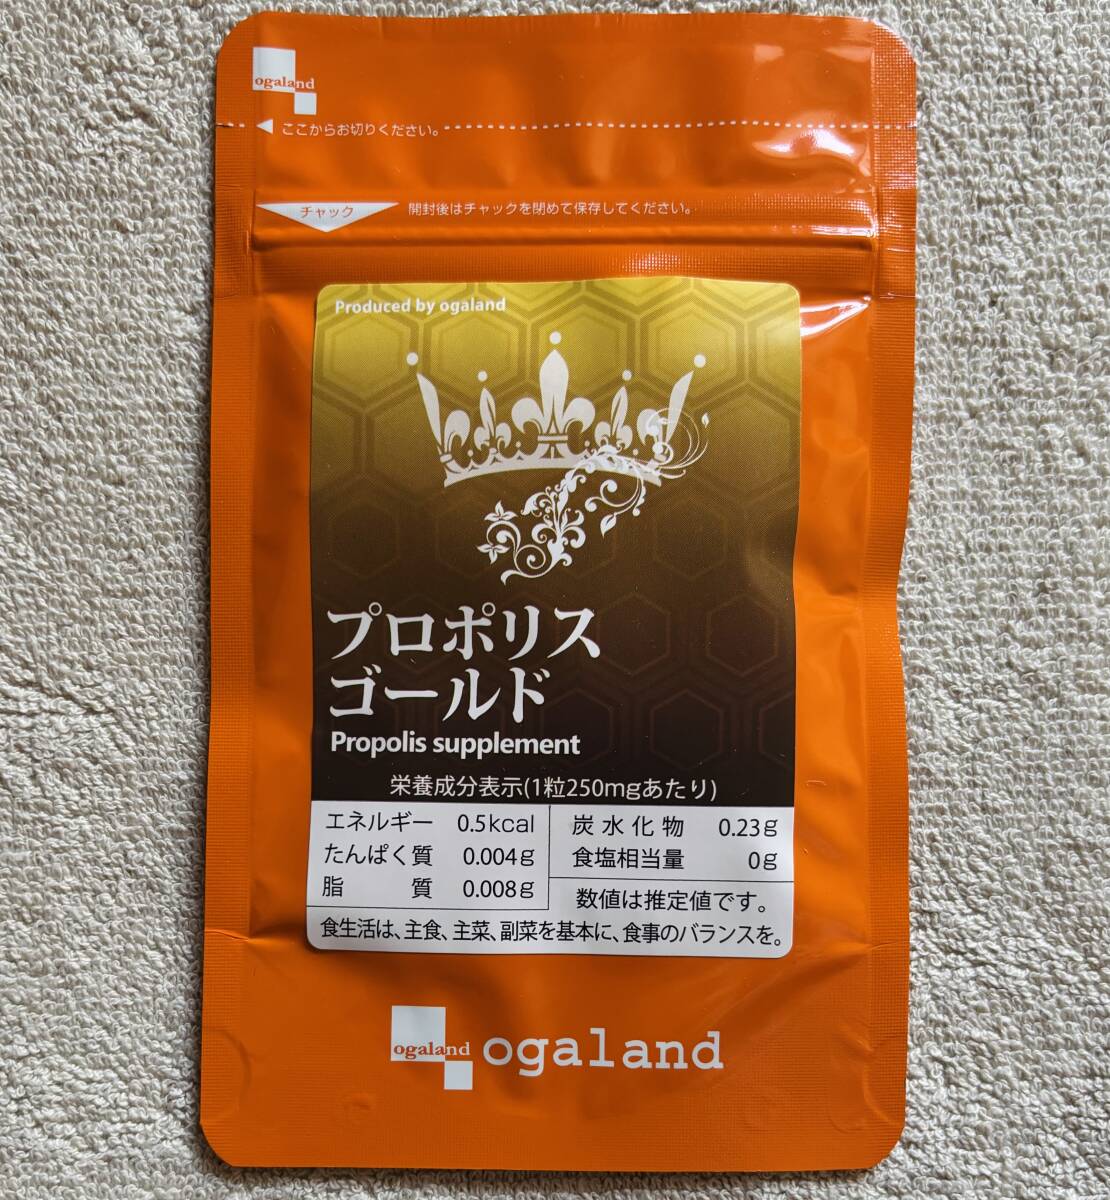 ogaland
ここからお切りください。
チャック 開封後はチャックを閉めて保存してください。
Produced by ogaland
プロポリス
ゴールド
Propolis supplement
栄養成分表示(1粒250mgあたり)
エネルギー 0.5kcal
たんぱく質 0.004g
脂質 0.008g
炭水化物 0.23g
食塩相当量 0g
数値は推定値です。
食生活は、主食、主菜、副菜を基本に、食事のバランスを。
ogaland ogaland